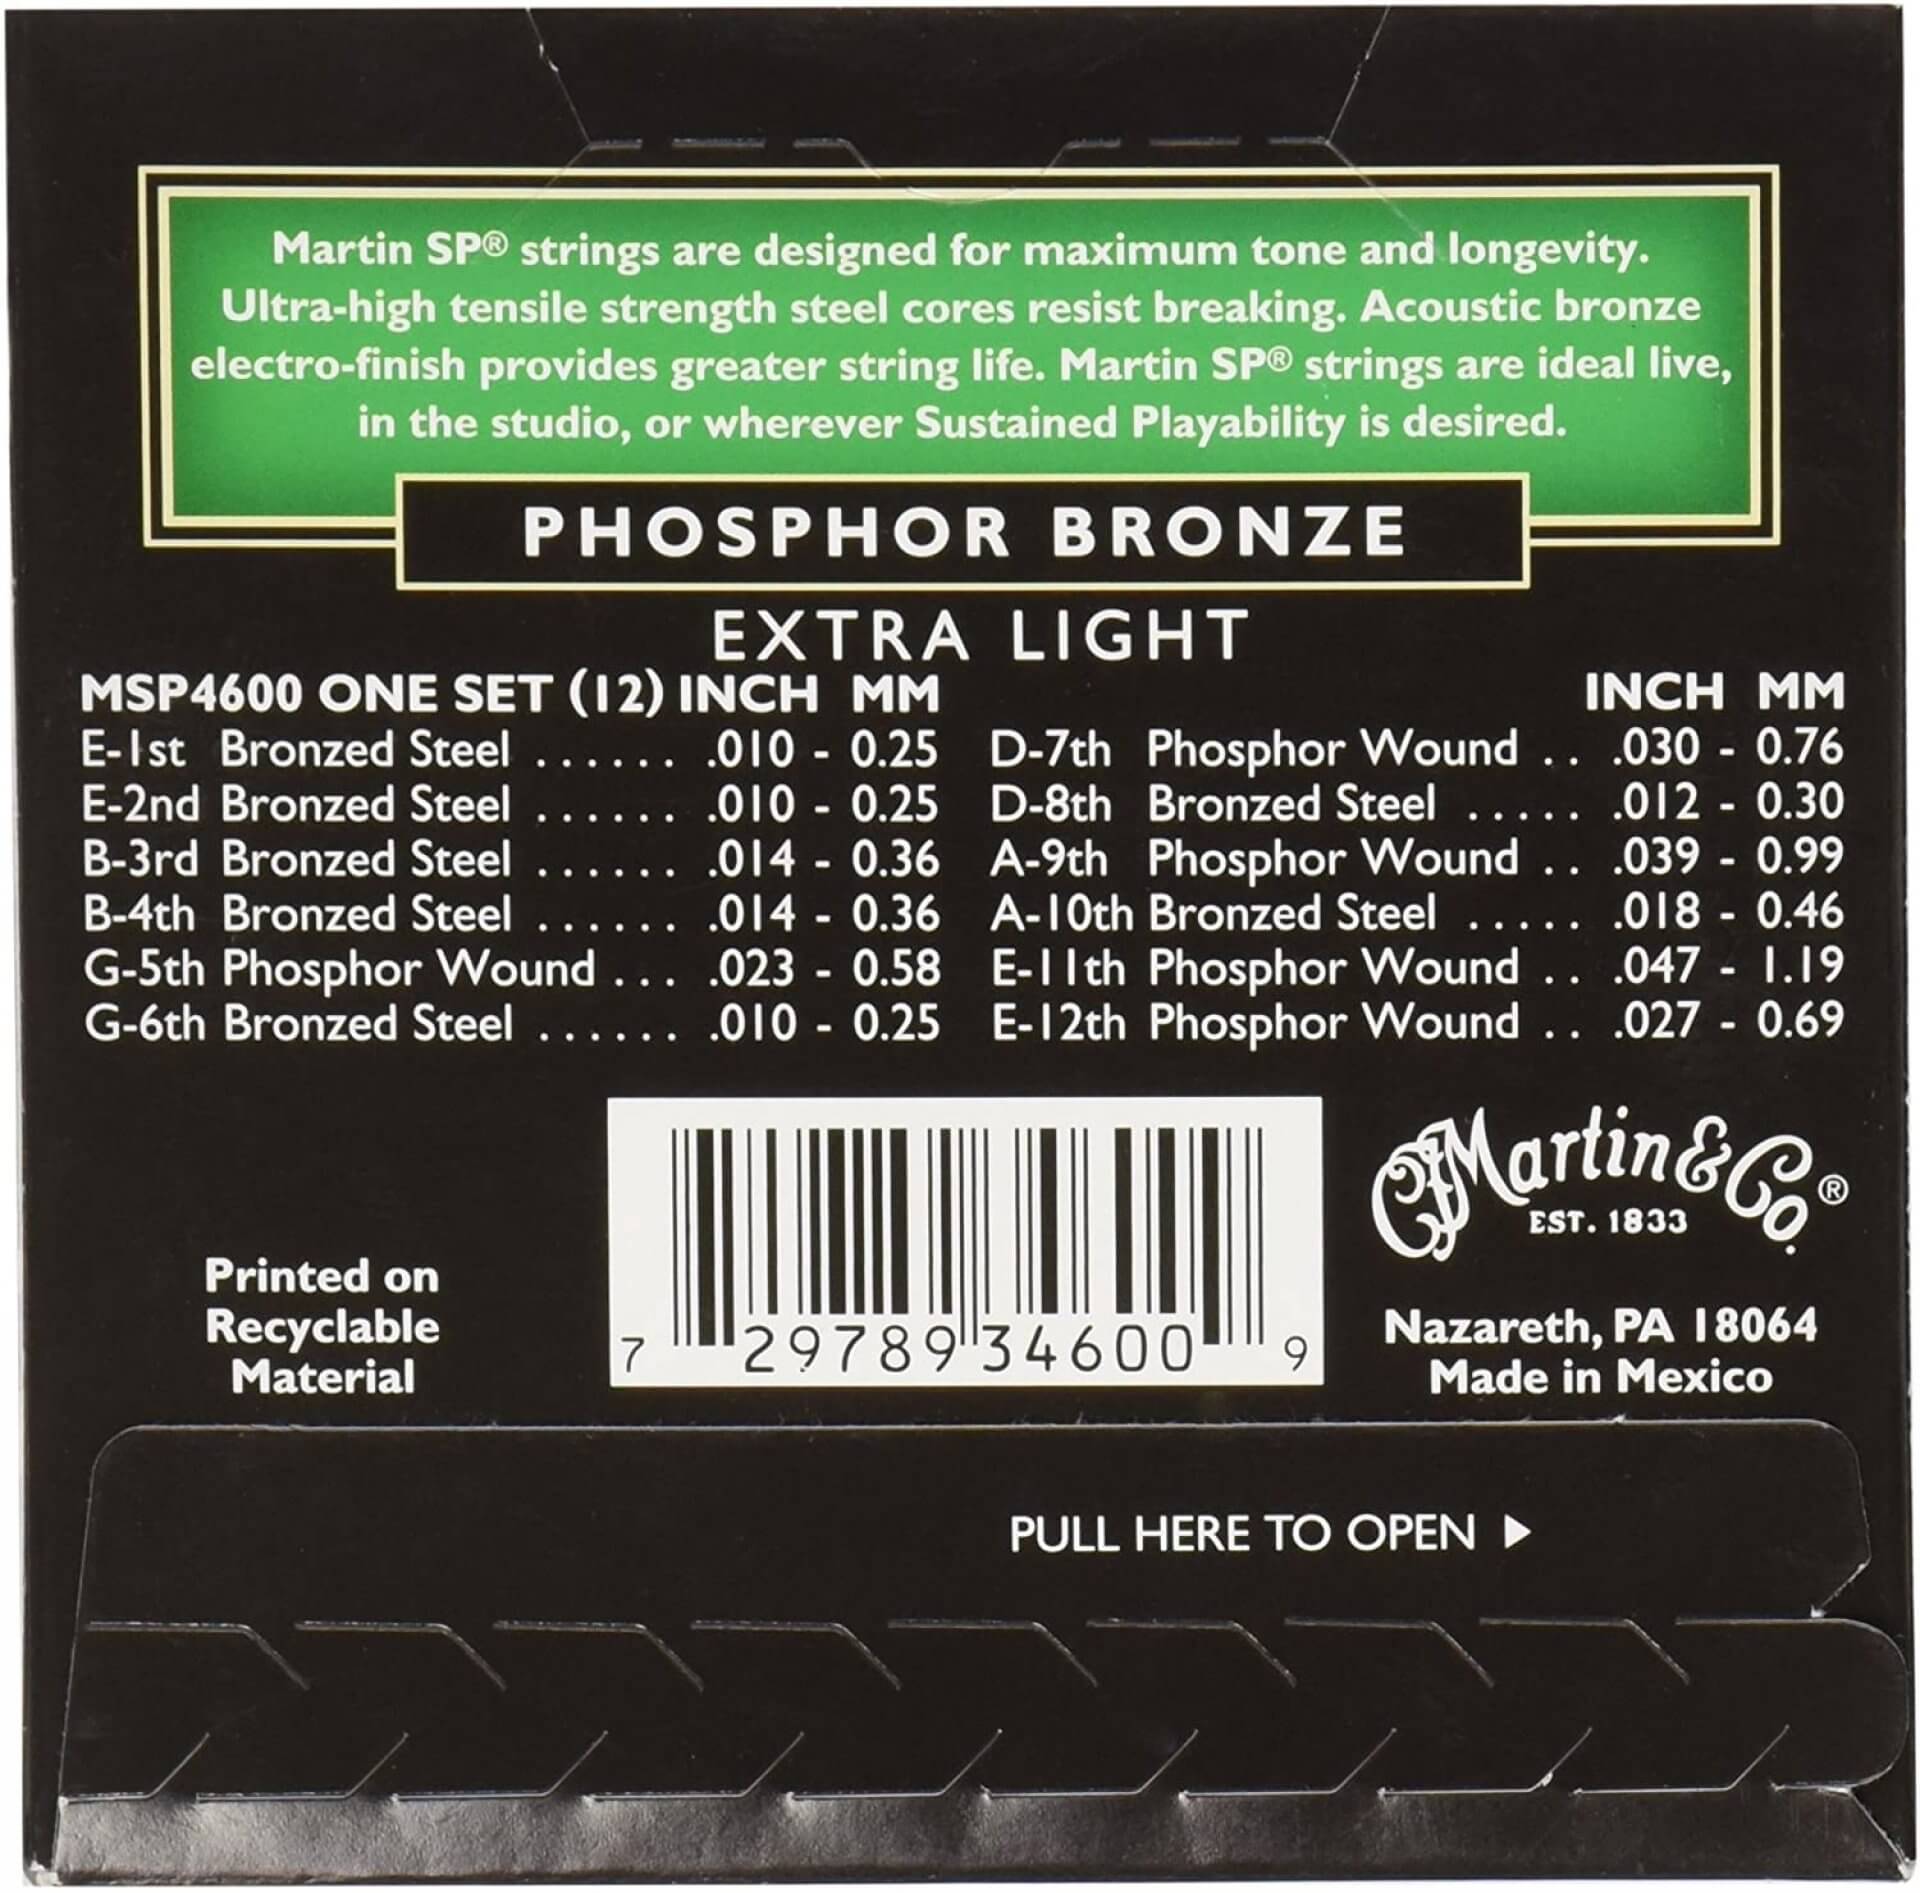 Martin SP® strings are designed for maximum tone and longevity.
Ultra-high tensile strength steel cores resist breaking. Acoustic bronze
electro-finish provides greater string life. Martin SP® strings are ideal live,
in the studio, or wherever Sustained Playability is desired.
PHOSPHOR BRONZE
EXTRA LIGHT
MSP4600 ONE SET (12) INCH MM
E-1st Bronzed Steel ...... .010 - 0.25
E-2nd Bronzed Steel ...... .010 - 0.25
B-3rd Bronzed Steel ...... .014 - 0.36
B-4th Bronzed Steel ...... .014 - 0.36
G-5th Phosphor Wound ... .023 - 0.58
G-6th Bronzed Steel ...... .010 - 0.25
INCH MM
D-7th Phosphor Wound .. .030 - 0.76
D-8th Bronzed Steel ..... .012 - 0.30
A-9th Phosphor Wound .. .039 - 0.99
A-10th Bronzed Steel ..... .018 - 0.46
E-11th Phosphor Wound .. .047 - 1.19
E-12th Phosphor Wound .. .027 - 0.69
Printed on
Recyclable
Material
7 29789 34600 9
CF Martin & Co.®
EST. 1833
Nazareth, PA 18064
Made in Mexico
PULL HERE TO OPEN ▶